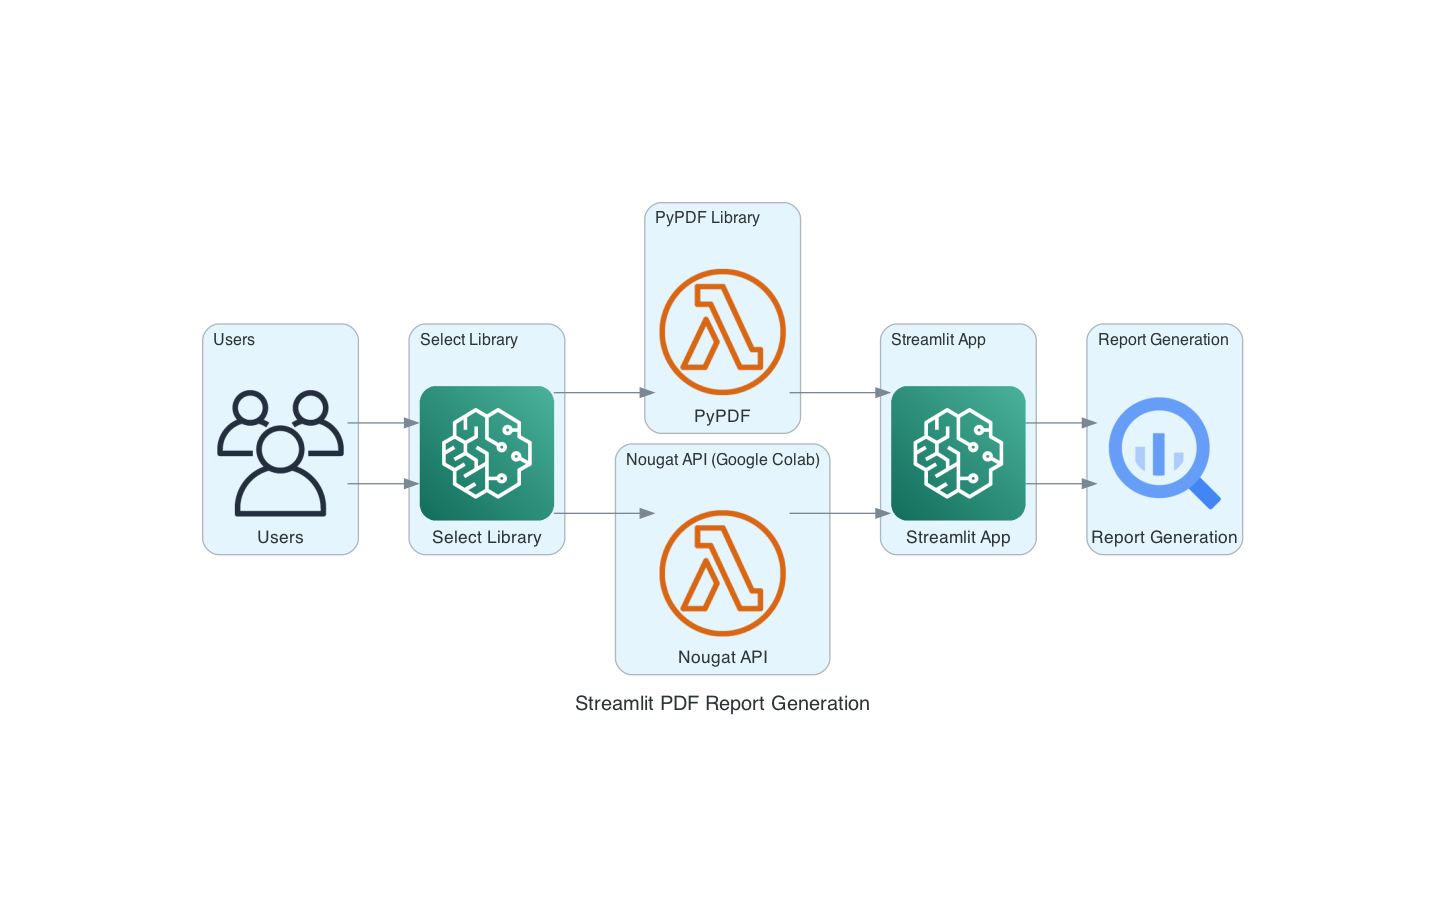 Users
Users
Select Library
Select Library
PyPDF Library
PyPDF
Nougat API (Google Colab)
Nougat API
Streamlit App
Streamlit App
Report Generation
Report Generation
Streamlit PDF Report Generation